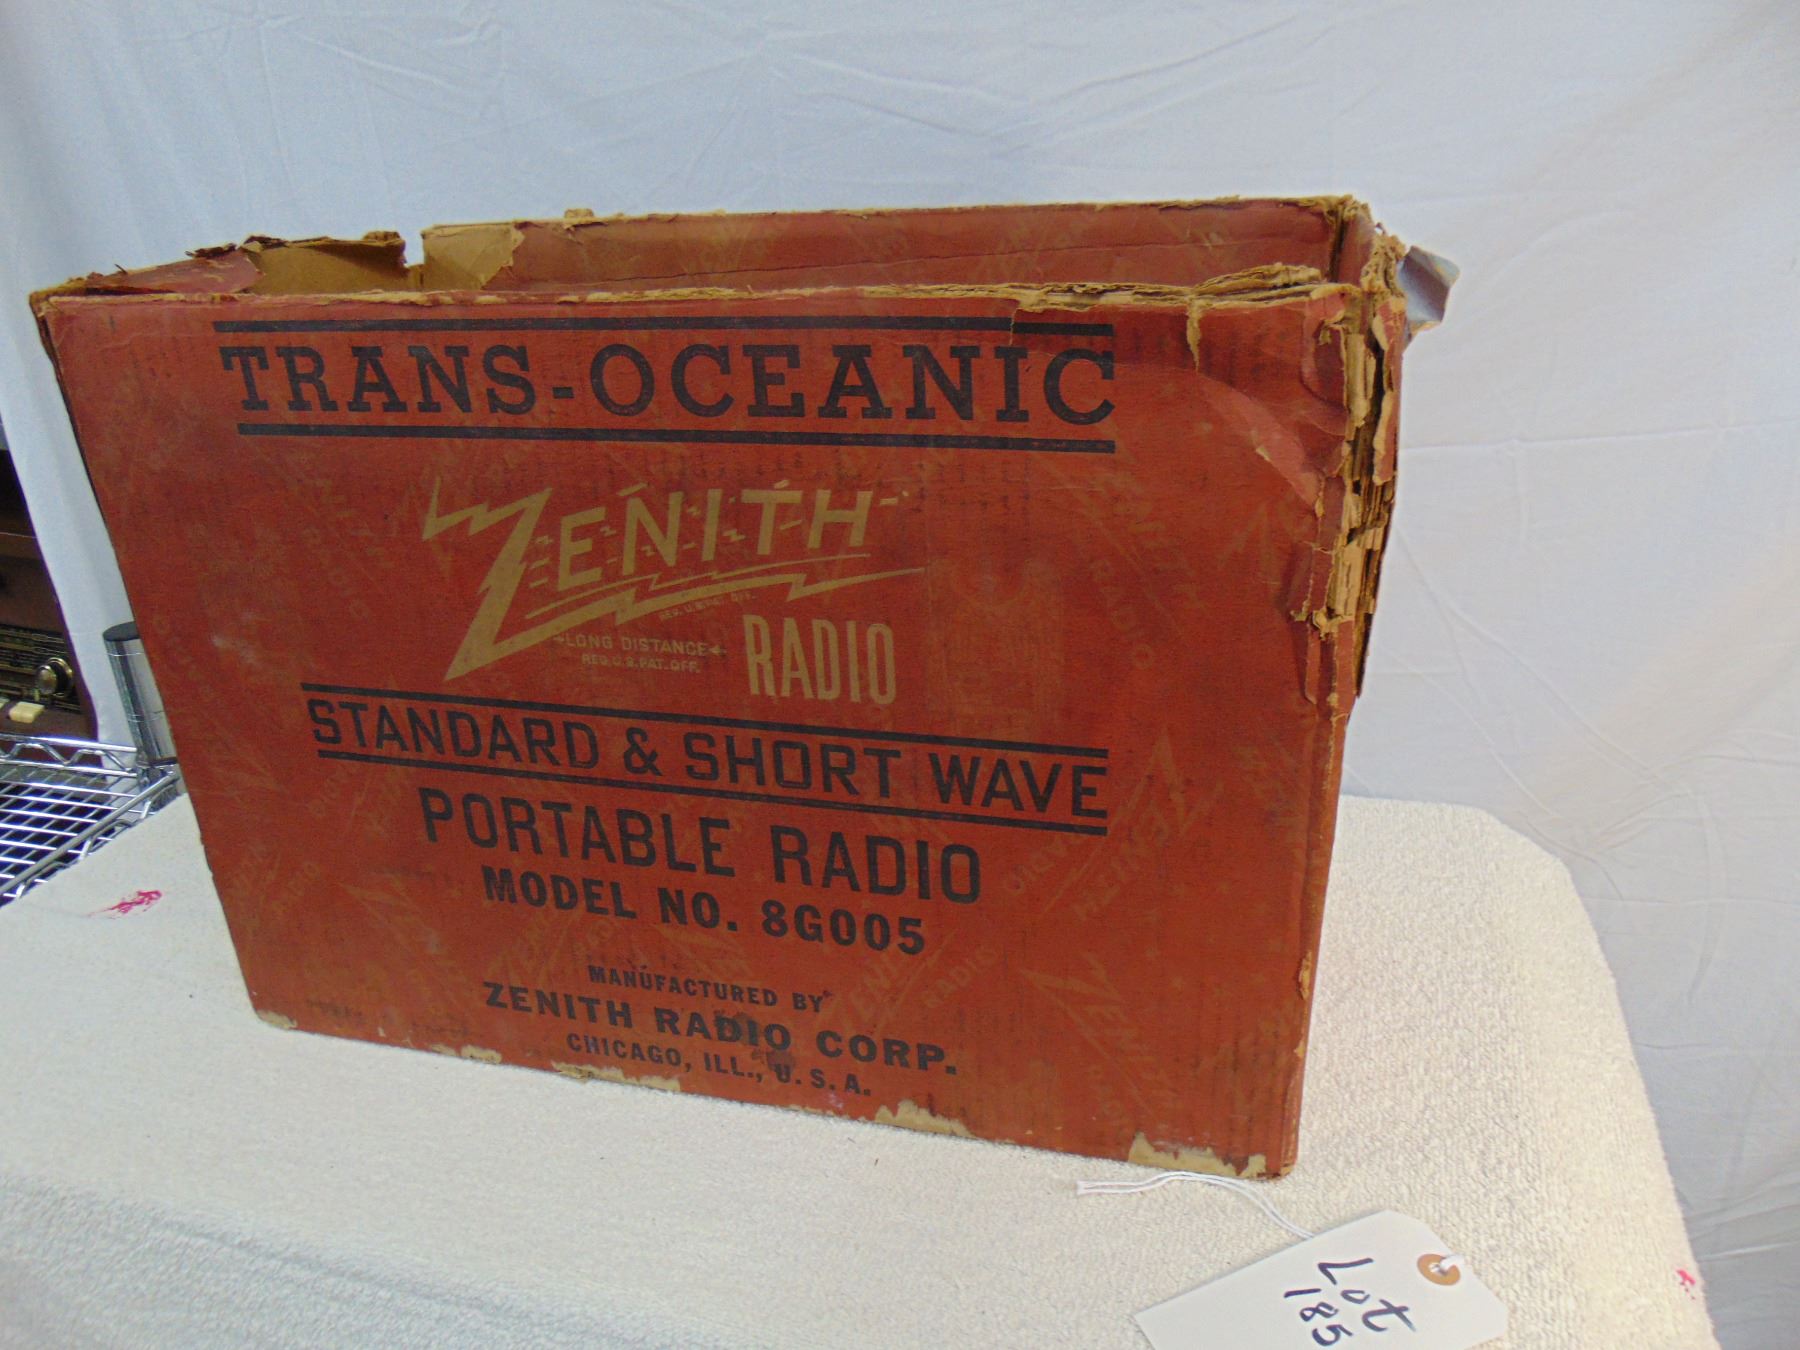 TRANS-OCEANIC
ZENITH
REG. U.S. PAT. OFF.
LONG DISTANCE
REG. U.S. PAT. OFF.
RADIO
STANDARD & SHORT WAVE
PORTABLE RADIO
MODEL NO. 8G005
MANUFACTURED BY
ZENITH RADIO CORP.
CHICAGO, ILL., U.S.A.
Lot
185